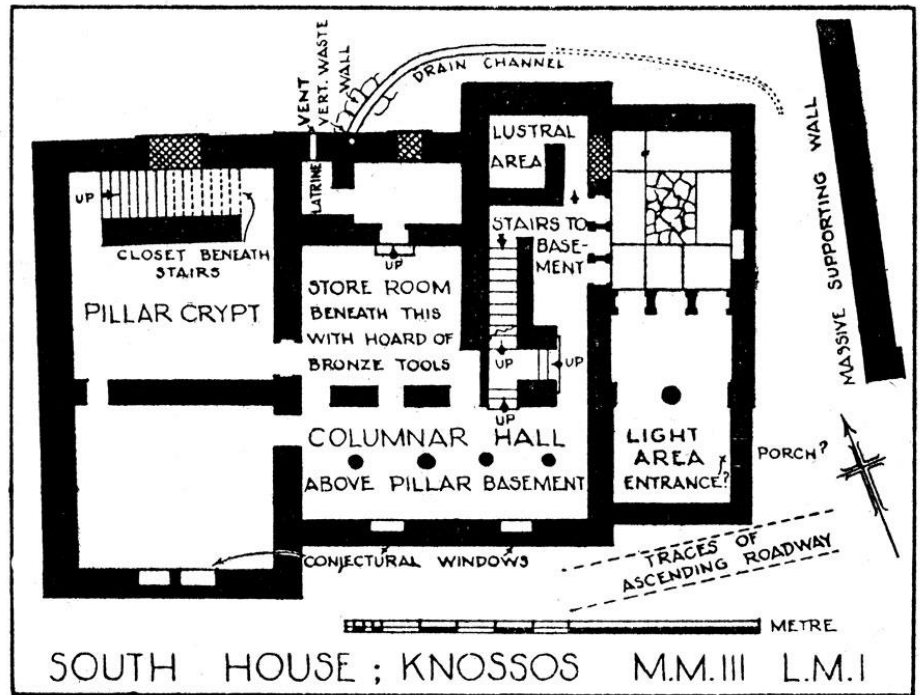 VENT
VERT. WASTE
WALL
DRAIN CHANNEL
LATRINE
LUSTRAL
AREA
MASSIVE SUPPORTING WALL
UP
CLOSET BENEATH
STAIRS
PILLAR CRYPT
UP
STORE ROOM
BENEATH THIS
WITH HOARD OF
BRONZE TOOLS
STAIRS TO
BASE-
MENT
UP
UP
UP
COLUMNAR HALL
ABOVE PILLAR BASEMENT
LIGHT
AREA
ENTRANCE?
PORCH?
CONJECTURAL WINDOWS
TRACES OF
ASCENDING ROADWAY
METRE
SOUTH HOUSE; KNOSSOS M.M.III L.M.I